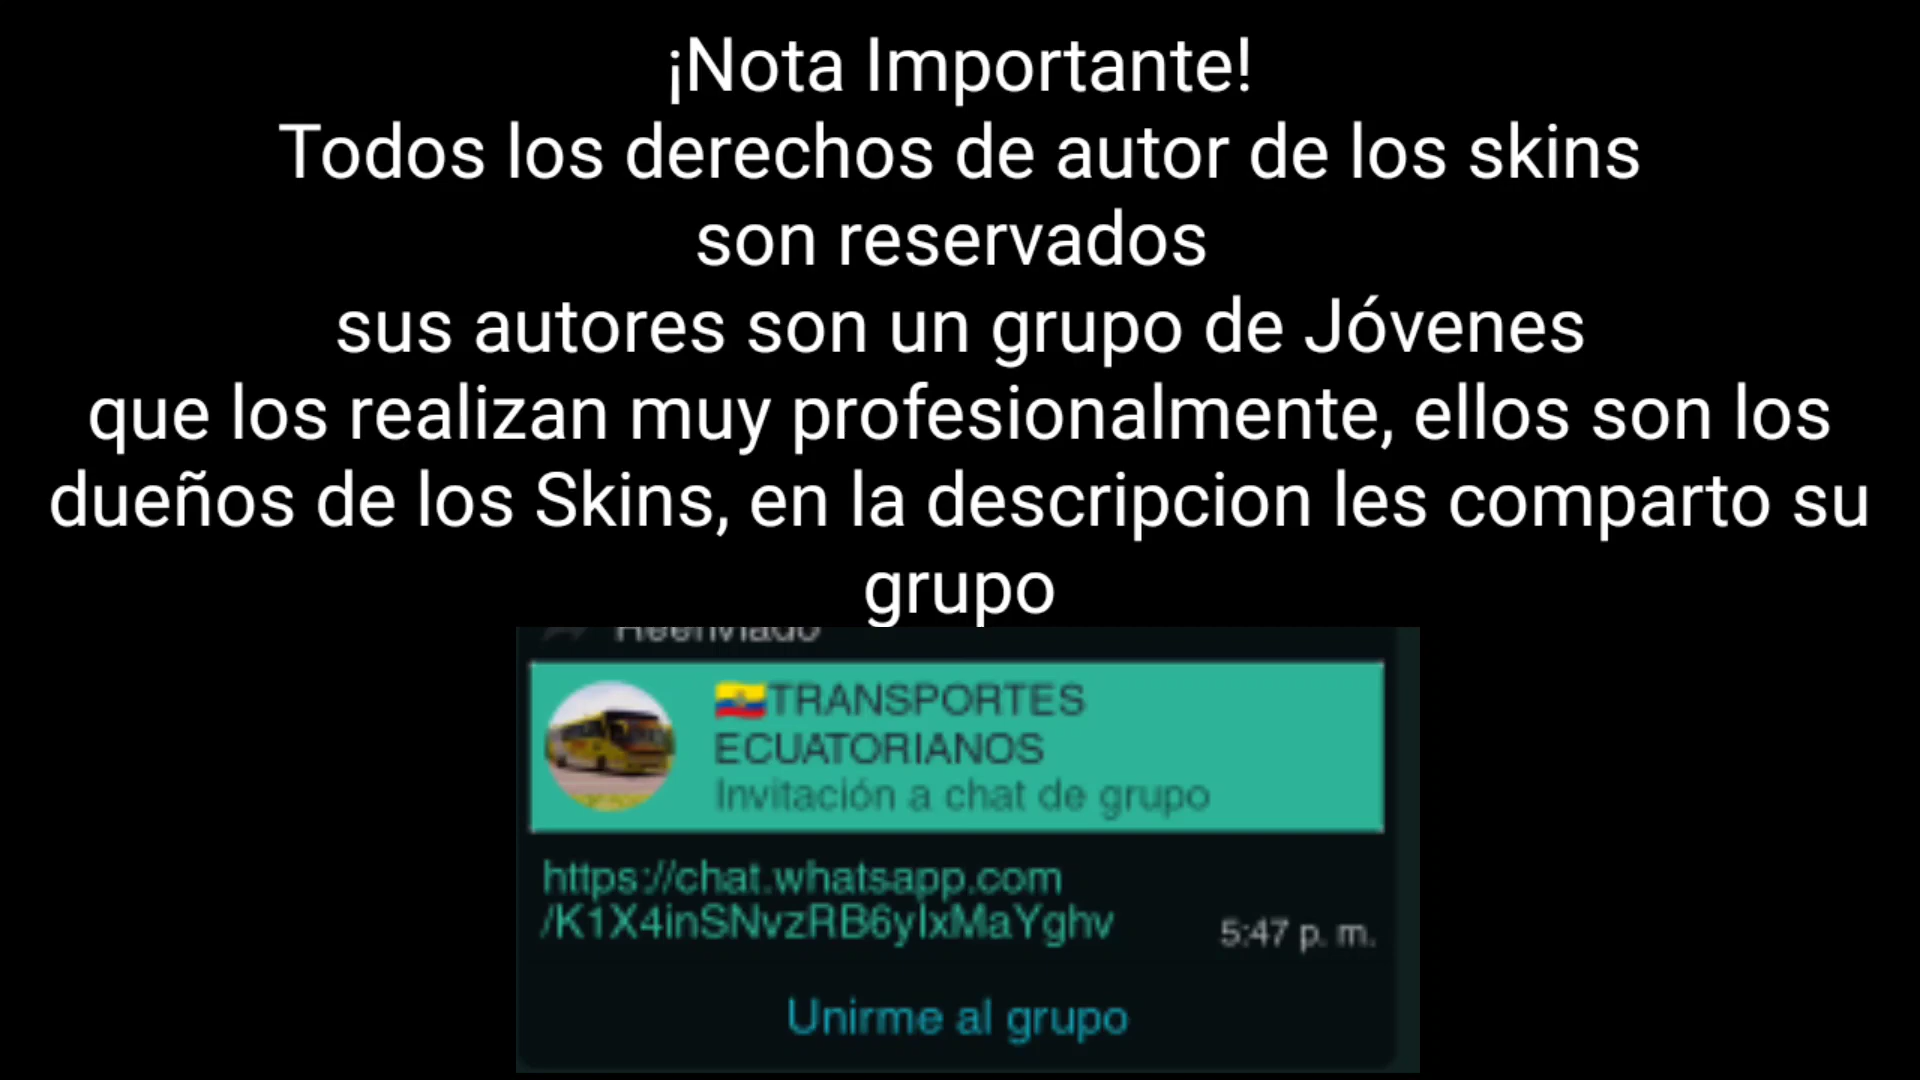 ¡Nota Importante!
Todos los derechos de autor de los skins
son reservados
sus autores son un grupo de Jóvenes
que los realizan muy profesionalmente, ellos son los
dueños de los Skins, en la descripcion les comparto su
grupo
Reenviado
🇪🇨TRANSPORTES
ECUATORIANOS
Invitación a chat de grupo
https://chat.whatsapp.com
/K1X4inSNvzRB6yIxMaYghv
5:47 p. m.
Unirme al grupo